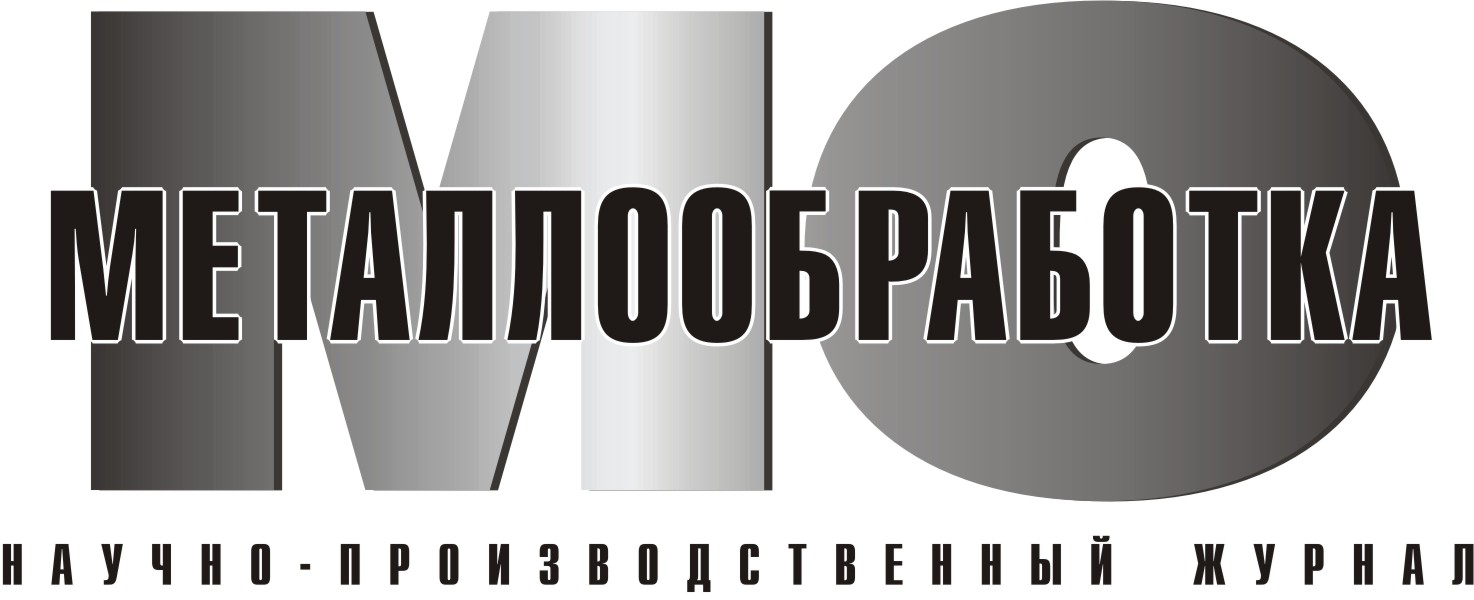 МО
МЕТАЛЛООБРАБОТКА
НАУЧНО-ПРОИЗВОДСТВЕННЫЙ ЖУРНАЛ